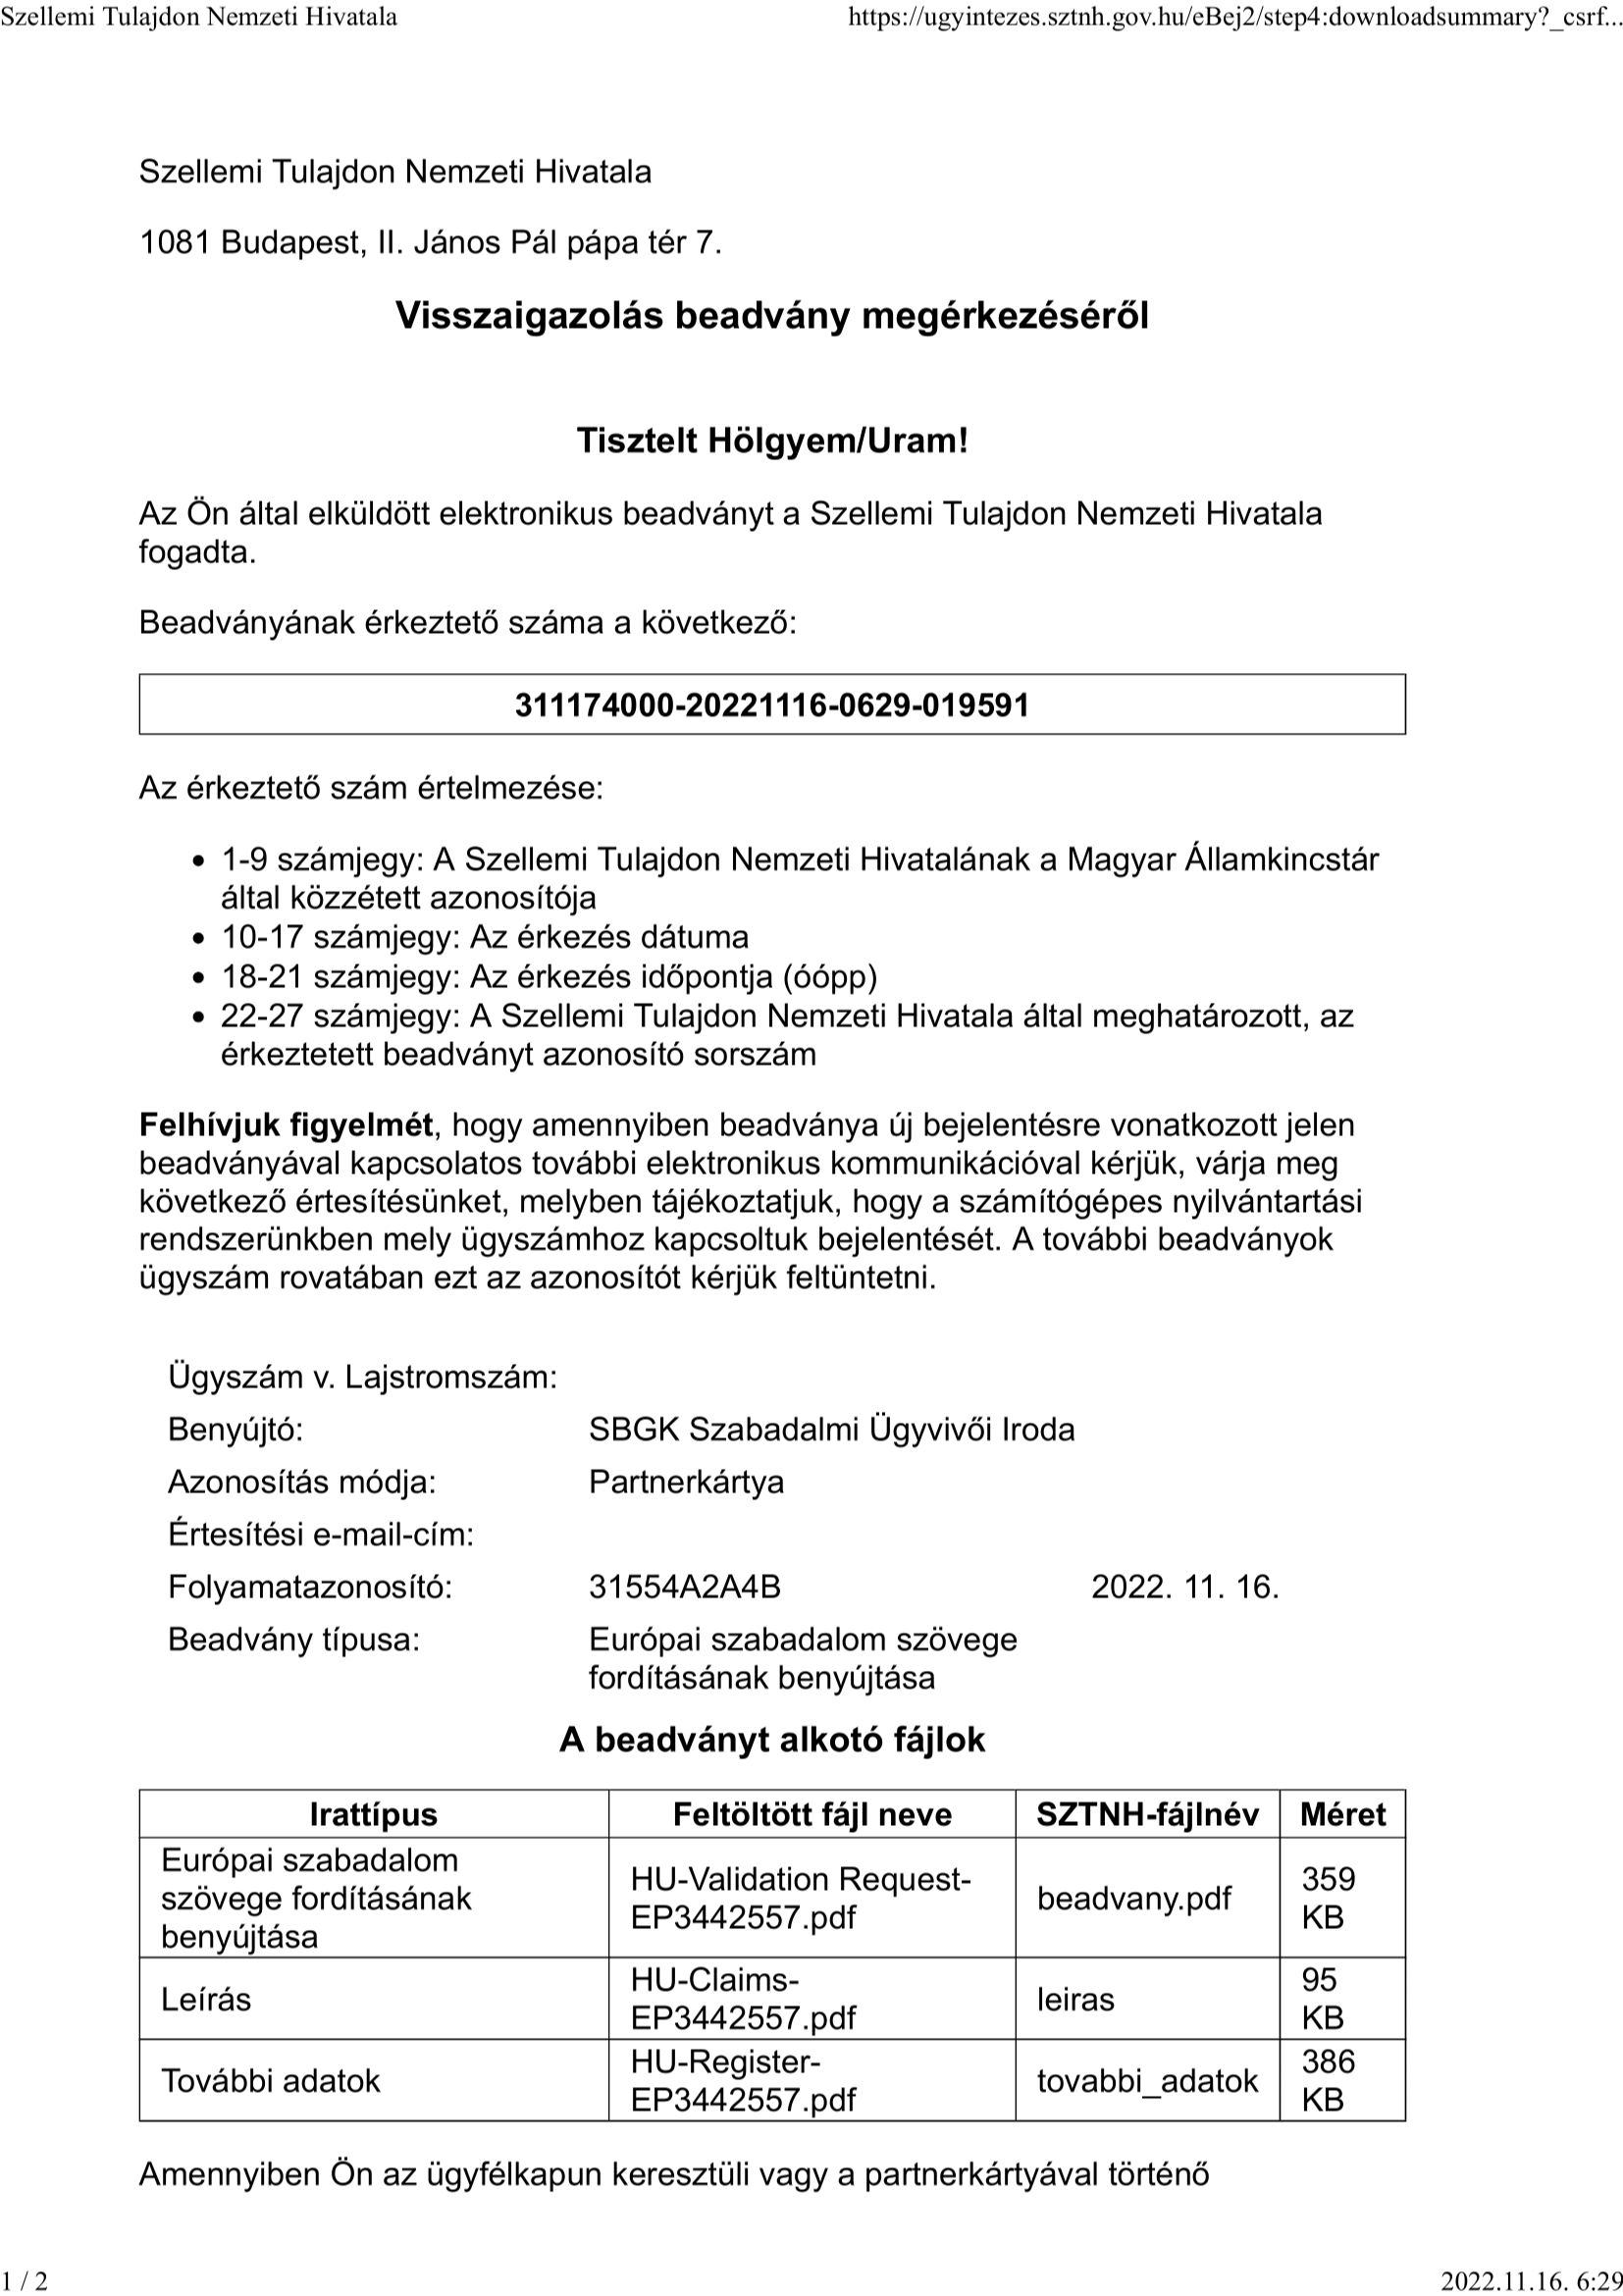 Szellemi Tulajdon Nemzeti Hivatala
https://ugyintezes.sztnh.gov.hu/eBej2/step4:downloadsummary?_csrf...
Szellemi Tulajdon Nemzeti Hivatala
1081 Budapest, II. János Pál pápa tér 7.
Visszaigazolás beadvány megérkezéséről
Tisztelt Hölgyem/Uram!
Az Ön által elküldött elektronikus beadványt a Szellemi Tulajdon Nemzeti Hivatala
fogadta.
Beadványának érkeztető száma a következő:
311174000-20221116-0629-019591
Az érkeztető szám értelmezése:
• 1-9 számjegy: A Szellemi Tulajdon Nemzeti Hivatalának a Magyar Államkincstár
által közzétett azonosítója
• 10-17 számjegy: Az érkezés dátuma
• 18-21 számjegy: Az érkezés időpontja (óópp)
• 22-27 számjegy: A Szellemi Tulajdon Nemzeti Hivatala által meghatározott, az
érkeztetett beadványt azonosító sorszám
Felhívjuk figyelmét, hogy amennyiben beadványa új bejelentésre vonatkozott jelen
beadványával kapcsolatos további elektronikus kommunikációval kérjük, várja meg
következő értesítésünket, melyben tájékoztatjuk, hogy a számítógépes nyilvántartási
rendszerünkben mely ügyszámhoz kapcsoltuk bejelentését. A további beadványok
ügyszám rovatában ezt az azonosítót kérjük feltüntetni.
Ügyszám v. Lajstromszám:
Benyújtó: SBGK Szabadalmi Ügyvivői Iroda
Azonosítás módja: Partnerkártya
Értesítési e-mail-cím:
Folyamatazonosító: 31554A2A4B 2022. 11. 16.
Beadvány típusa: Európai szabadalom szövege
fordításának benyújtása
A beadványt alkotó fájlok
Irattípus Feltöltött fájl neve SZTNH-fájlnév Méret
Európai szabadalom
szövege fordításának
benyújtása
HU-Validation Request-
EP3442557.pdf
beadvany.pdf
359
KB
Leírás
HU-Claims-
EP3442557.pdf
leiras
95
KB
További adatok
HU-Register-
EP3442557.pdf
tovabbi_adatok
386
KB
Amennyiben Ön az ügyfélkapun keresztüli vagy a partnerkártyával történő
1 / 2
2022.11.16. 6:29